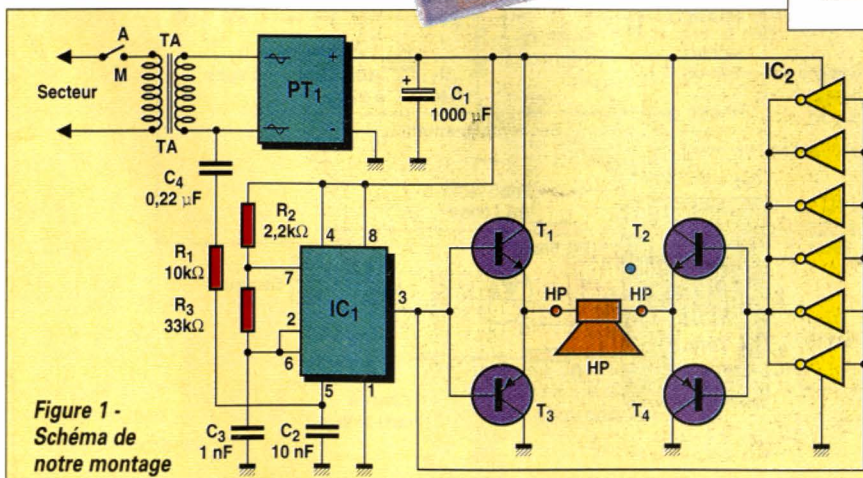 A
TA
M
Secteur
TA
PT1
+
-
+
C1
1000 µF
IC2
C4
0,22 µF
R2
2,2kΩ
R1
10kΩ
R3
33kΩ
4
8
7
IC1
3
2
6
5
1
T1
T2
HP
HP
HP
T3
T4
C3
1 nF
C2
10 nF
Figure 1 -
Schéma de
notre montage